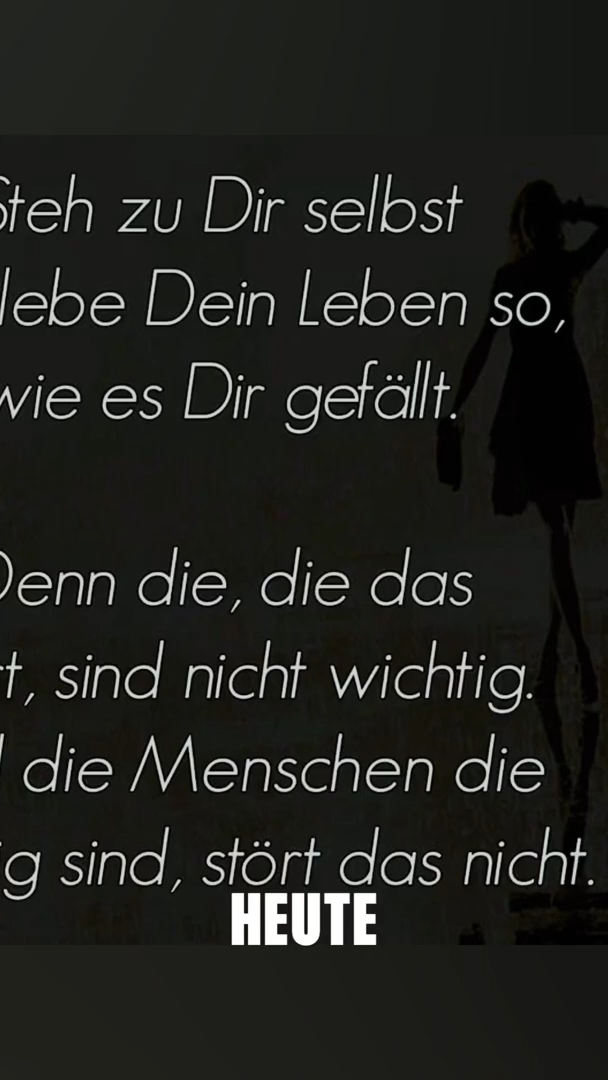 Steh zu Dir selbst
lebe Dein Leben so,
wie es Dir gefällt.
Denn die, die das
t, sind nicht wichtig.
die Menschen die
ig sind, stört das nicht.
HEUTE